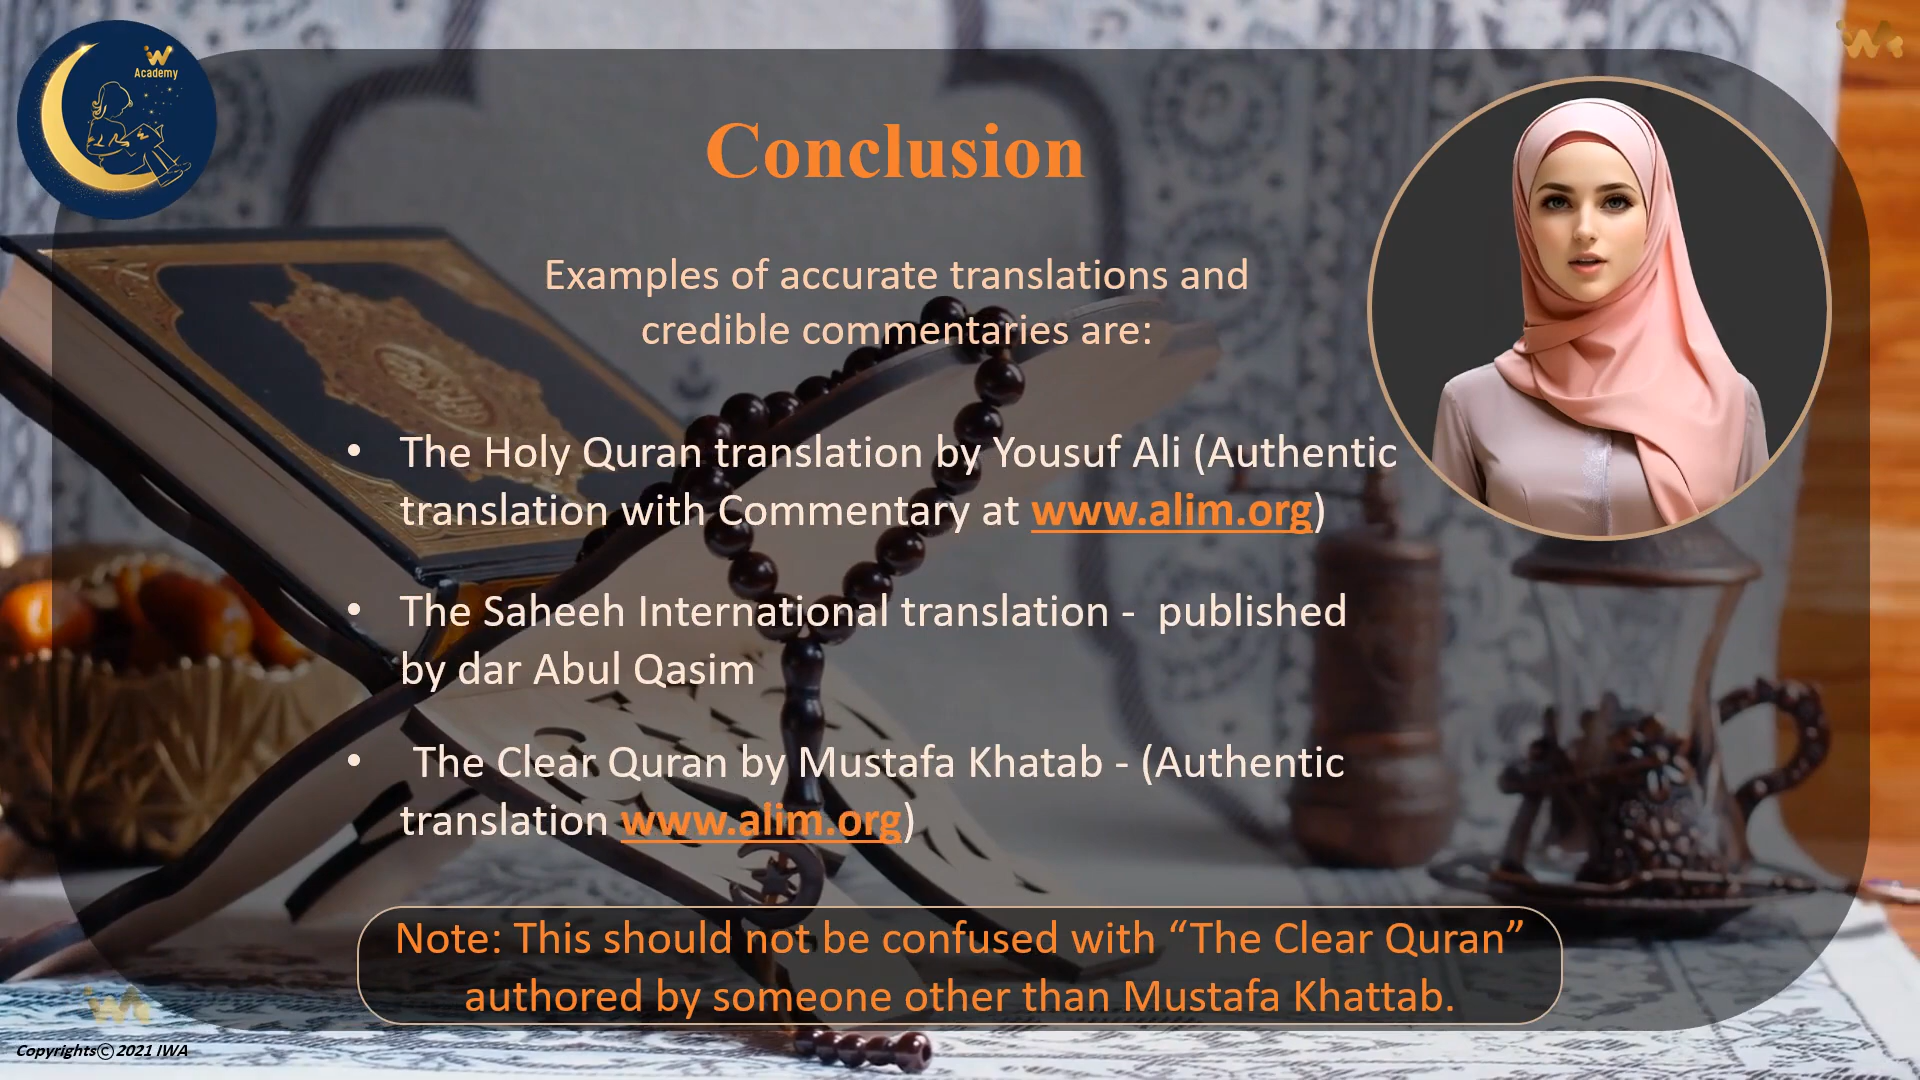 iW
Academy
Conclusion
Examples of accurate translations and
credible commentaries are:
• The Holy Quran translation by Yousuf Ali (Authentic
translation with Commentary at www.alim.org)
• The Saheeh International translation - published
by dar Abul Qasim
• The Clear Quran by Mustafa Khatab - (Authentic
translation www.alim.org)
Note: This should not be confused with “The Clear Quran”
authored by someone other than Mustafa Khattab.
Copyrights© 2021 IWA